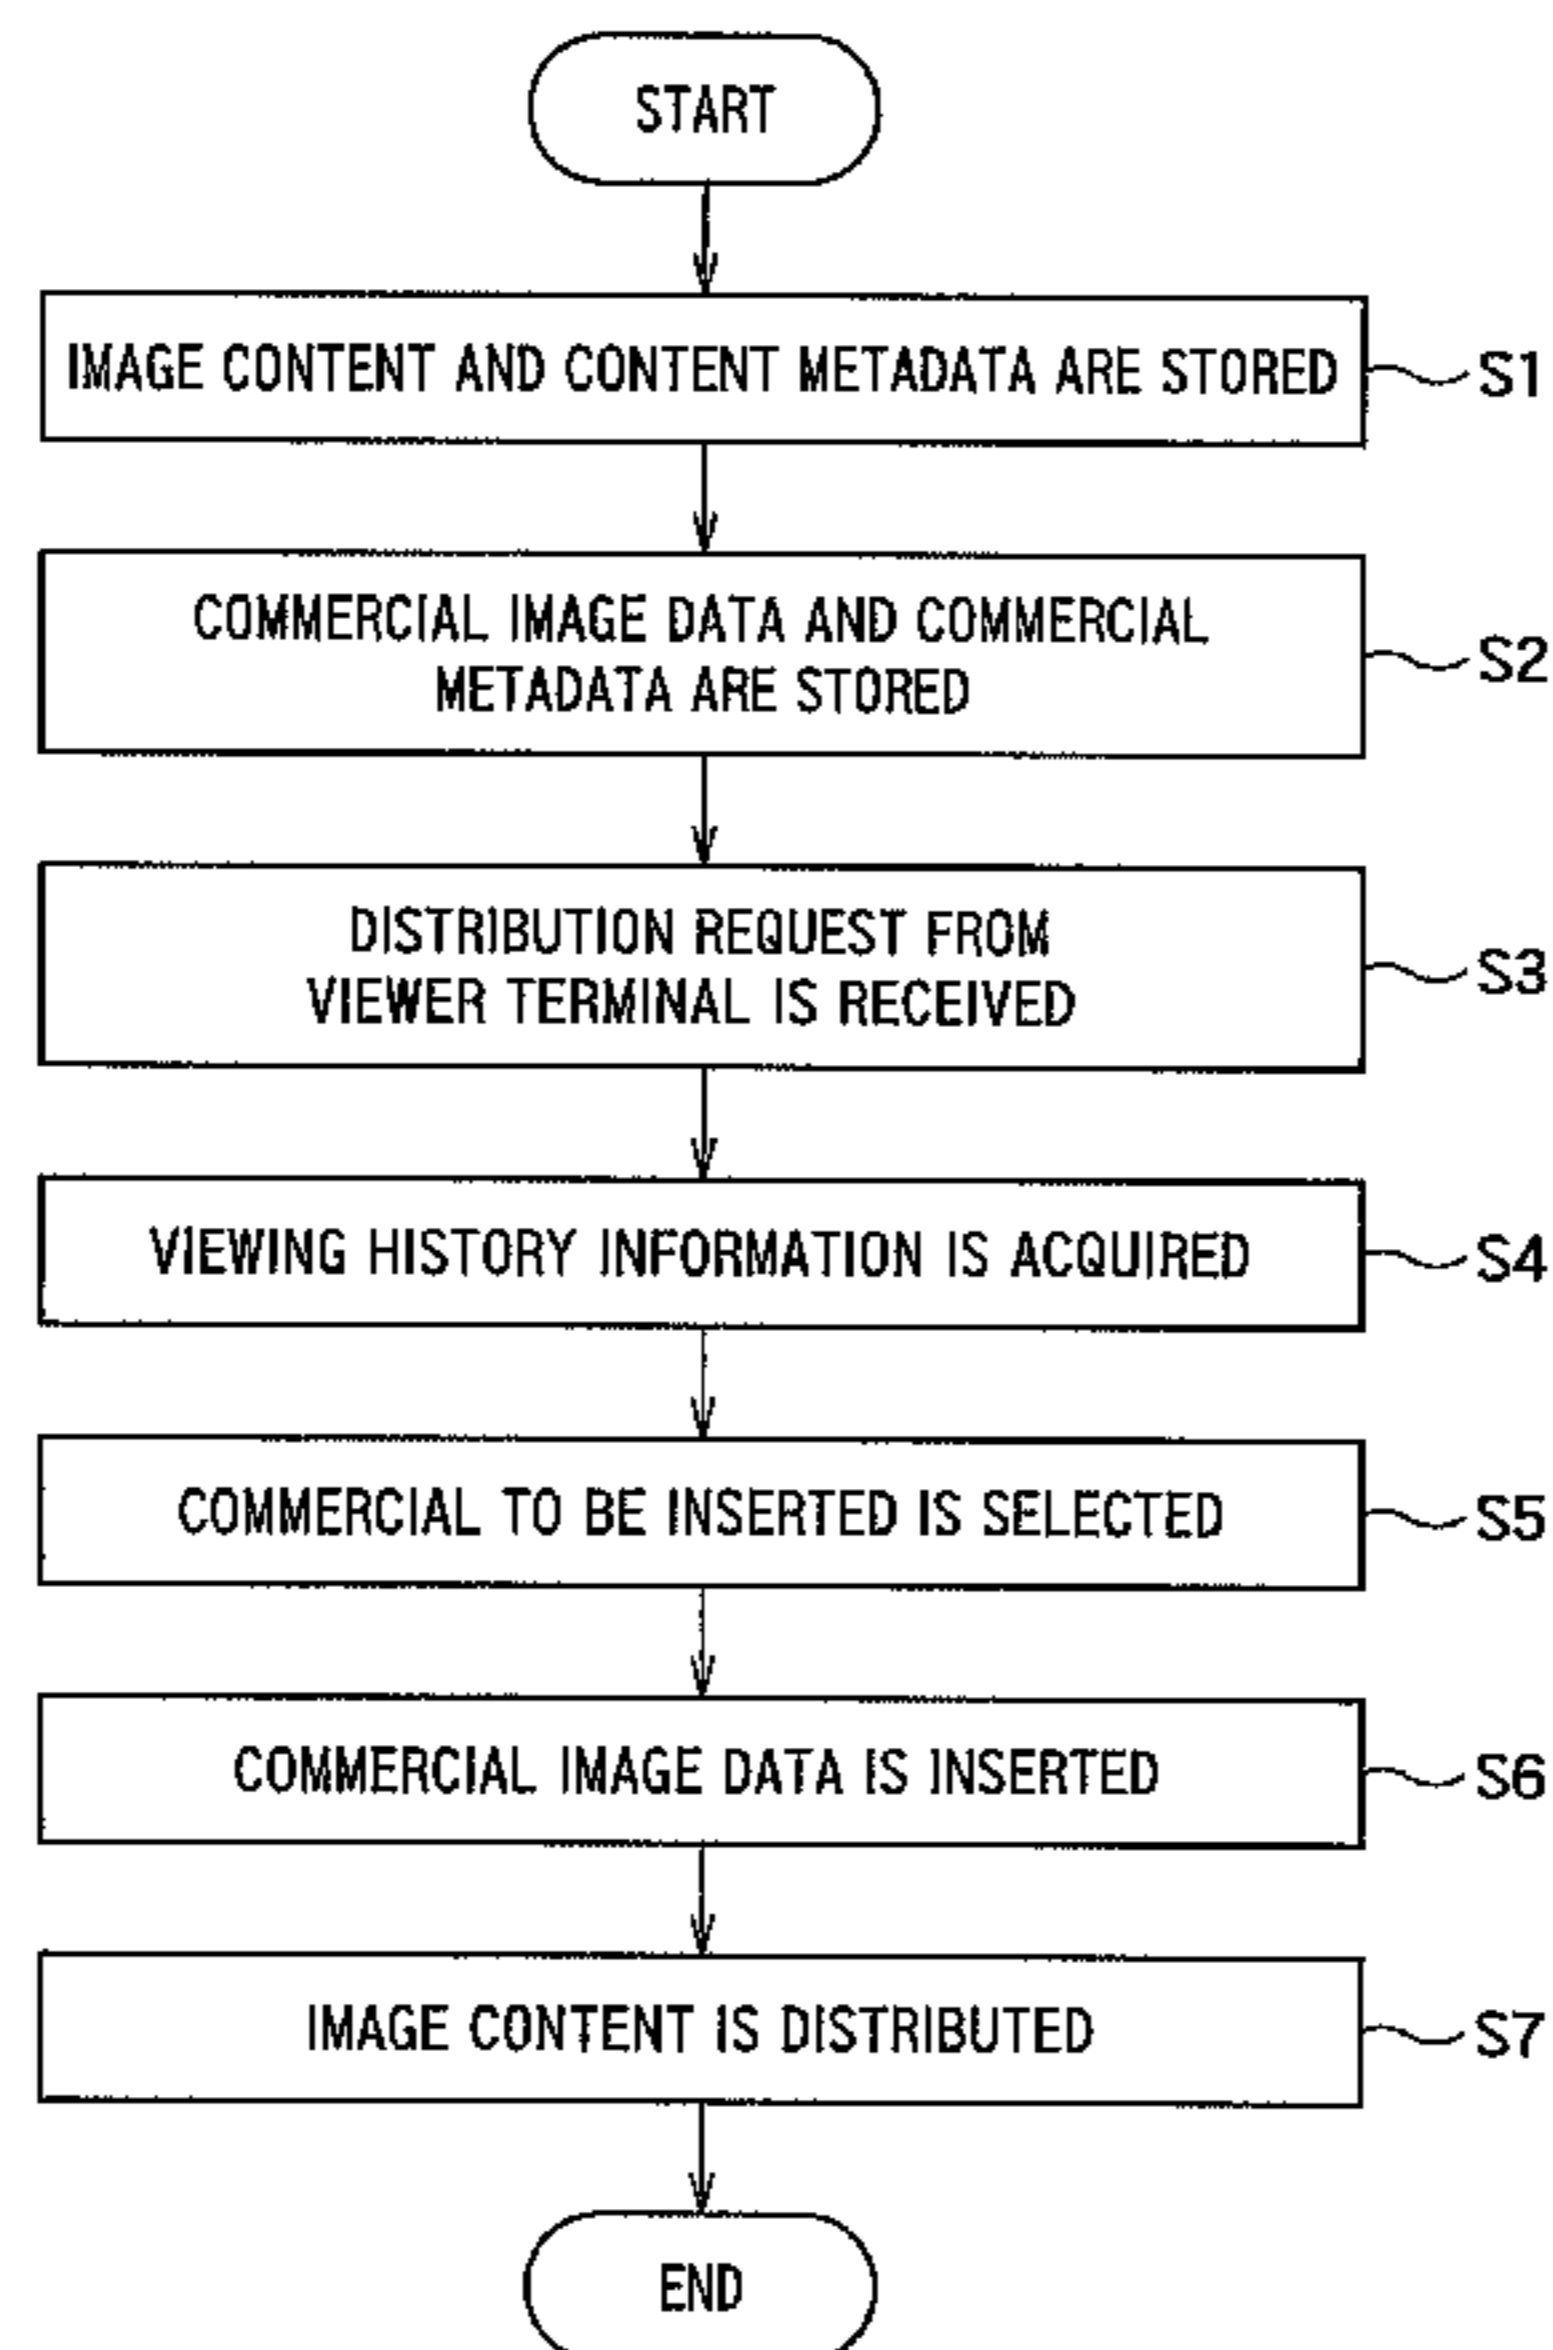 START
IMAGE CONTENT AND CONTENT METADATA ARE STORED
S1
COMMERCIAL IMAGE DATA AND COMMERCIAL
METADATA ARE STORED
S2
DISTRIBUTION REQUEST FROM
VIEWER TERMINAL IS RECEIVED
S3
VIEWING HISTORY INFORMATION IS ACQUIRED
S4
COMMERCIAL TO BE INSERTED IS SELECTED
S5
COMMERCIAL IMAGE DATA IS INSERTED
S6
IMAGE CONTENT IS DISTRIBUTED
S7
END